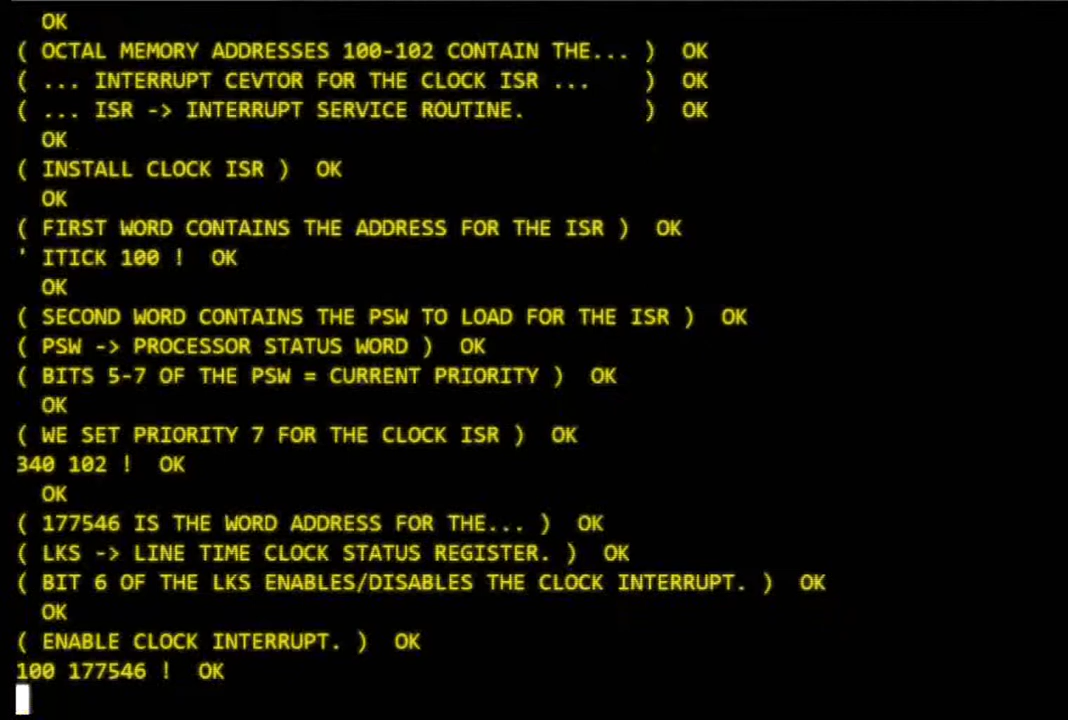 OK
( OCTAL MEMORY ADDRESSES 100-102 CONTAIN THE... )  OK
( ... INTERRUPT CEVTOR FOR THE CLOCK ISR ...    )  OK
( ... ISR -> INTERRUPT SERVICE ROUTINE.         )  OK
OK
( INSTALL CLOCK ISR )  OK
OK
( FIRST WORD CONTAINS THE ADDRESS FOR THE ISR )  OK
' ITICK 100 !  OK
OK
( SECOND WORD CONTAINS THE PSW TO LOAD FOR THE ISR )  OK
( PSW -> PROCESSOR STATUS WORD )  OK
( BITS 5-7 OF THE PSW = CURRENT PRIORITY )  OK
OK
( WE SET PRIORITY 7 FOR THE CLOCK ISR )  OK
340 102 !  OK
OK
( 177546 IS THE WORD ADDRESS FOR THE... )  OK
( LKS -> LINE TIME CLOCK STATUS REGISTER. )  OK
( BIT 6 OF THE LKS ENABLES/DISABLES THE CLOCK INTERRUPT. )  OK
OK
( ENABLE CLOCK INTERRUPT. )  OK
100 177546 !  OK